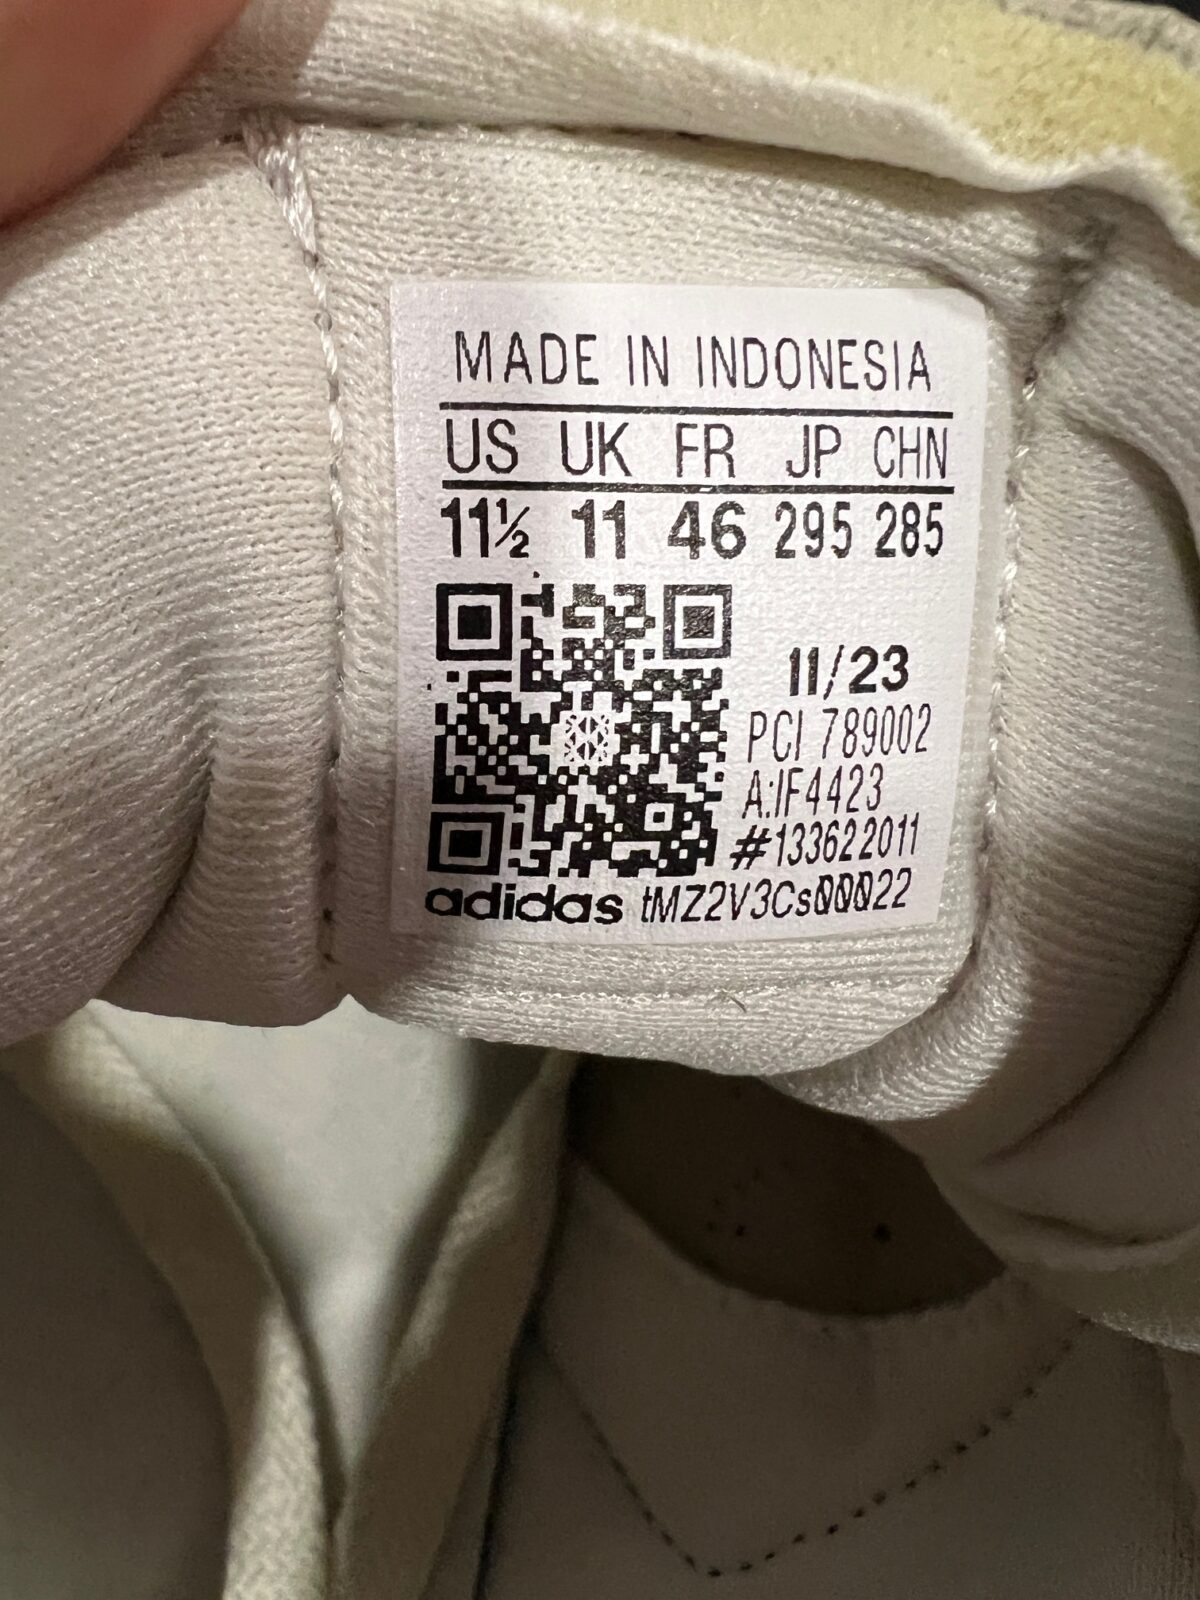 MADE IN INDONESIA
US UK FR JP CHN
11½ 11 46 295 285
11/23
PCI 789002
A:IF4423
#133622011
adidas tMZ2V3Cs00022